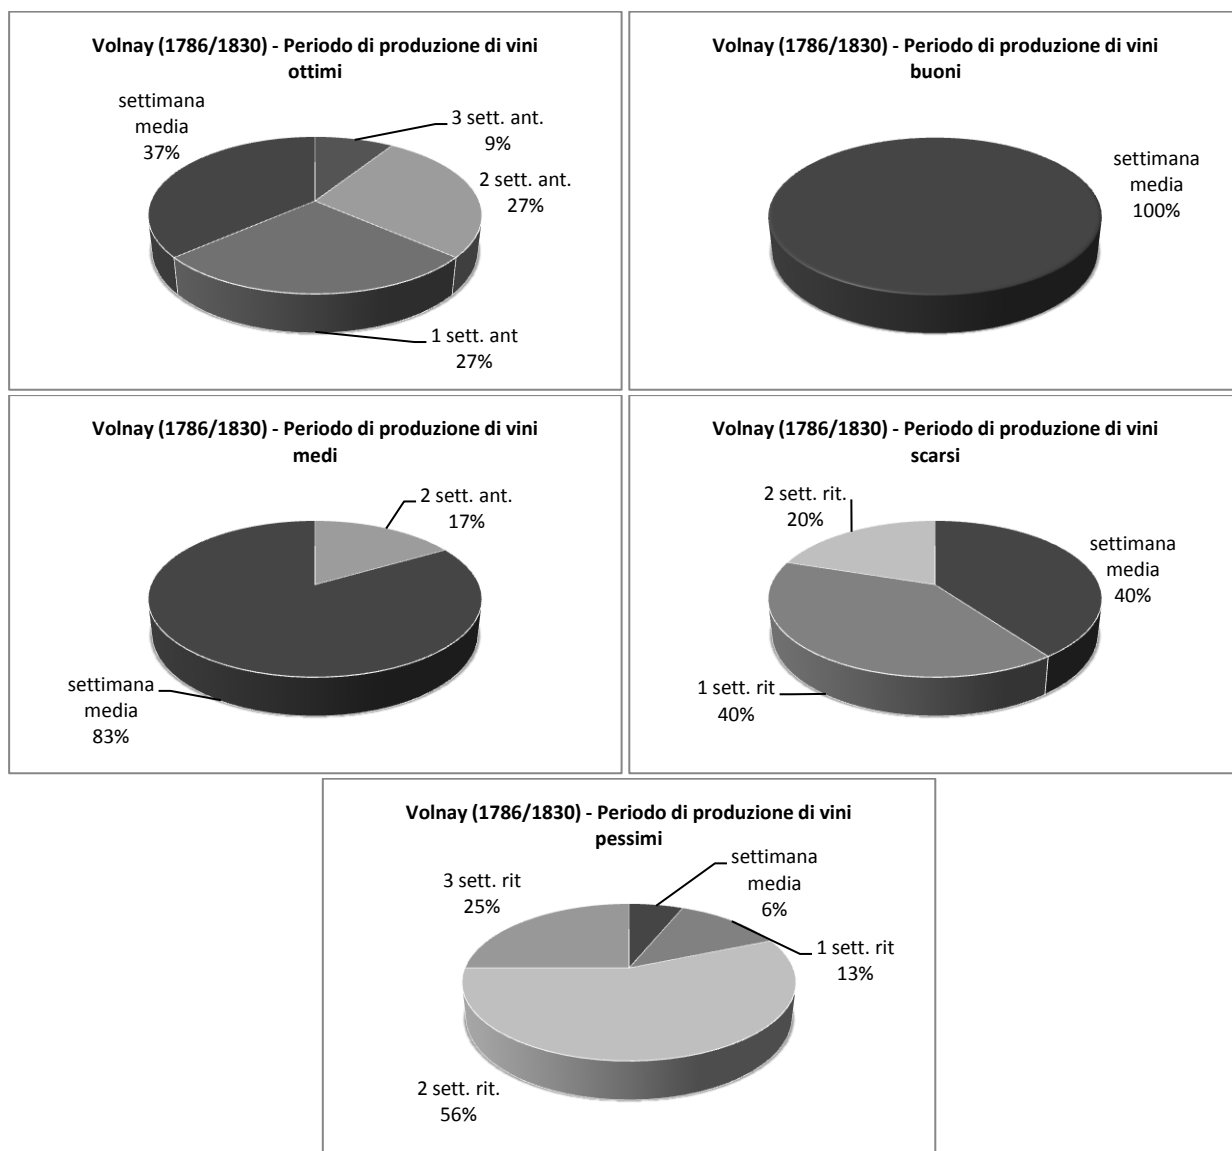 Volnay (1786/1830) - Periodo di produzione di vini
ottimi
settimana
media
37%
3 sett. ant.
9%
2 sett. ant.
27%
1 sett. ant
27%
Volnay (1786/1830) - Periodo di produzione di vini
buoni
settimana
media
100%
Volnay (1786/1830) - Periodo di produzione di vini
medi
2 sett. ant.
17%
settimana
media
83%
Volnay (1786/1830) - Periodo di produzione di vini
scarsi
2 sett. rit.
20%
settimana
media
40%
1 sett. rit
40%
Volnay (1786/1830) - Periodo di produzione di vini
pessimi
settimana
media
6%
3 sett. rit
25%
1 sett. rit
13%
2 sett. rit.
56%